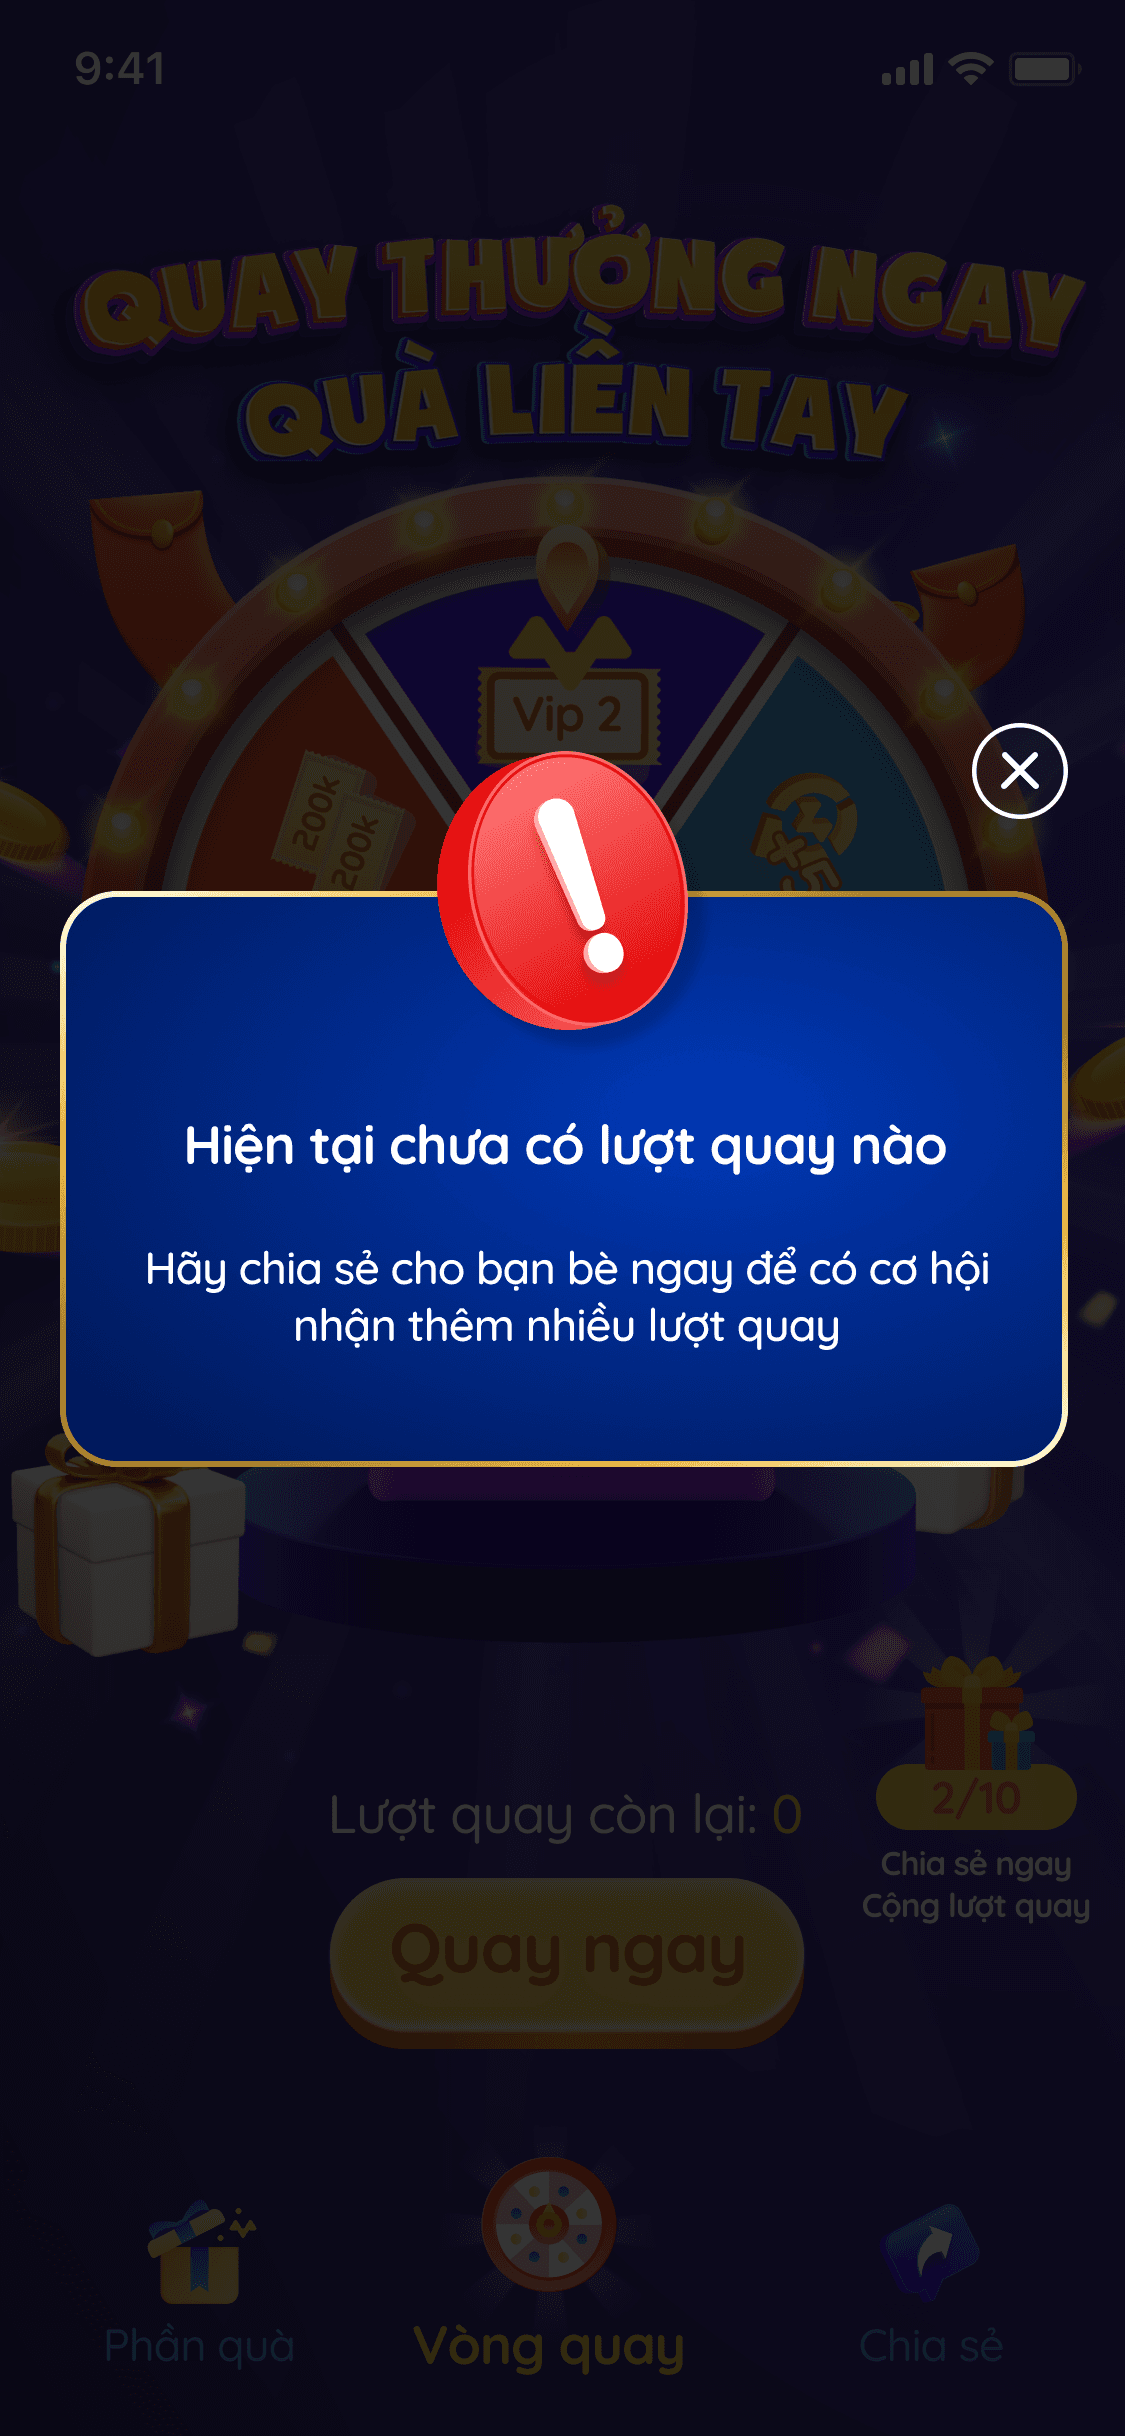 9:41
QUAY THƯỞNG NGAY
QUÀ LIỀN TAY
Vip 2
200k
200k
X5
Hiện tại chưa có lượt quay nào
Hãy chia sẻ cho bạn bè ngay để có cơ hội
nhận thêm nhiều lượt quay
2/10
Lượt quay còn lại: 0
Chia sẻ ngay
Cộng lượt quay
Quay ngay
Phần quà
Vòng quay
Chia sẻ